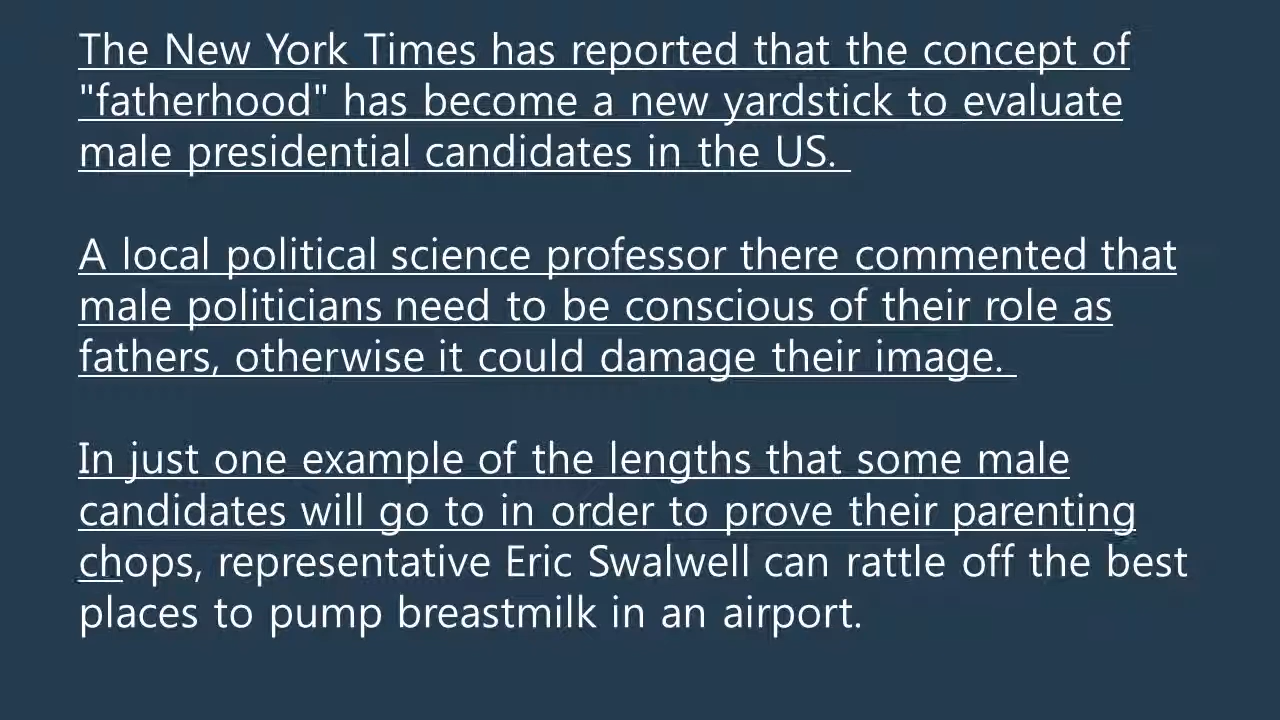 The New York Times has reported that the concept of
"fatherhood" has become a new yardstick to evaluate
male presidential candidates in the US.
A local political science professor there commented that
male politicians need to be conscious of their role as
fathers, otherwise it could damage their image.
In just one example of the lengths that some male
candidates will go to in order to prove their parenting
chops, representative Eric Swalwell can rattle off the best
places to pump breastmilk in an airport.